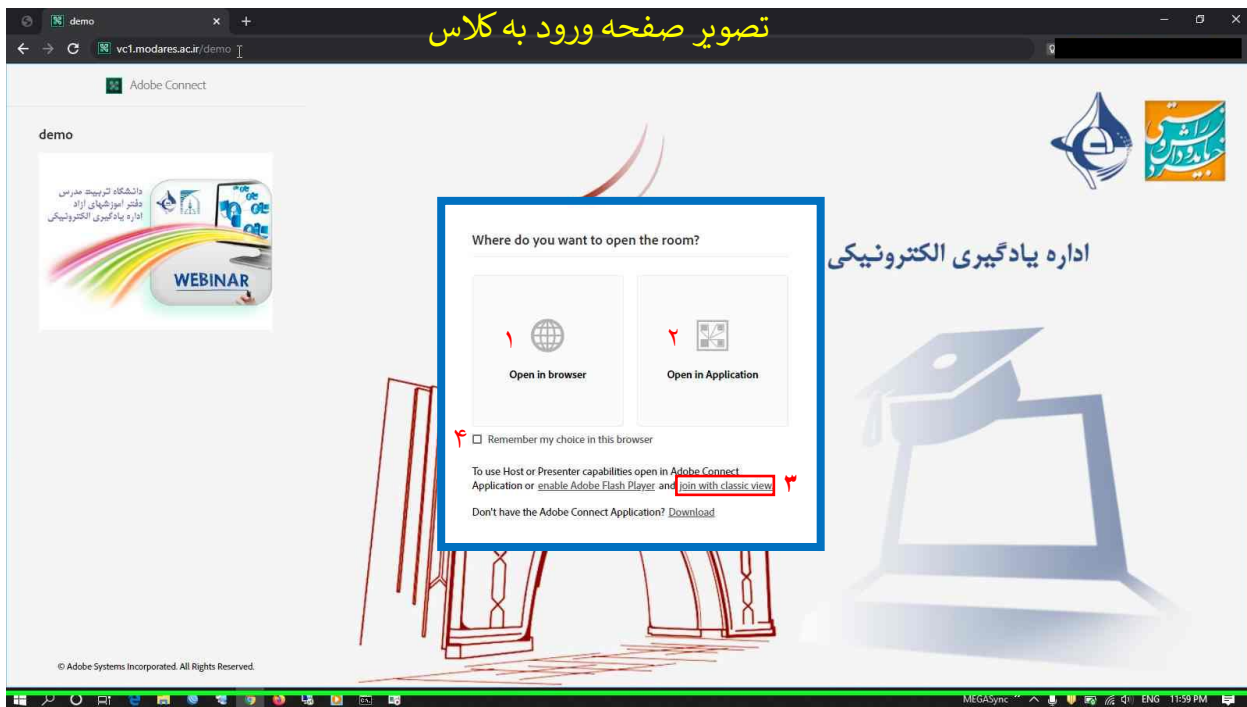 تصویر صفحه ورود به کلاس
demo
vc1.modares.ac.ir/demo
Adobe Connect
demo
دانشگاه تربیت مدرس
دفتر آموزشهای آزاد
اداره یادگیری الکترونیکی
WEBINAR
اداره یادگیری الکترونیکی
Where do you want to open the room?
۱
Open in browser
۲
Open in Application
۴ Remember my choice in this browser
To use Host or Presenter capabilities open in Adobe Connect
Application or enable Adobe Flash Player and join with classic view. ۳
Don't have the Adobe Connect Application? Download
© Adobe Systems Incorporated. All Rights Reserved.
MEGASync ENG 11:59 PM